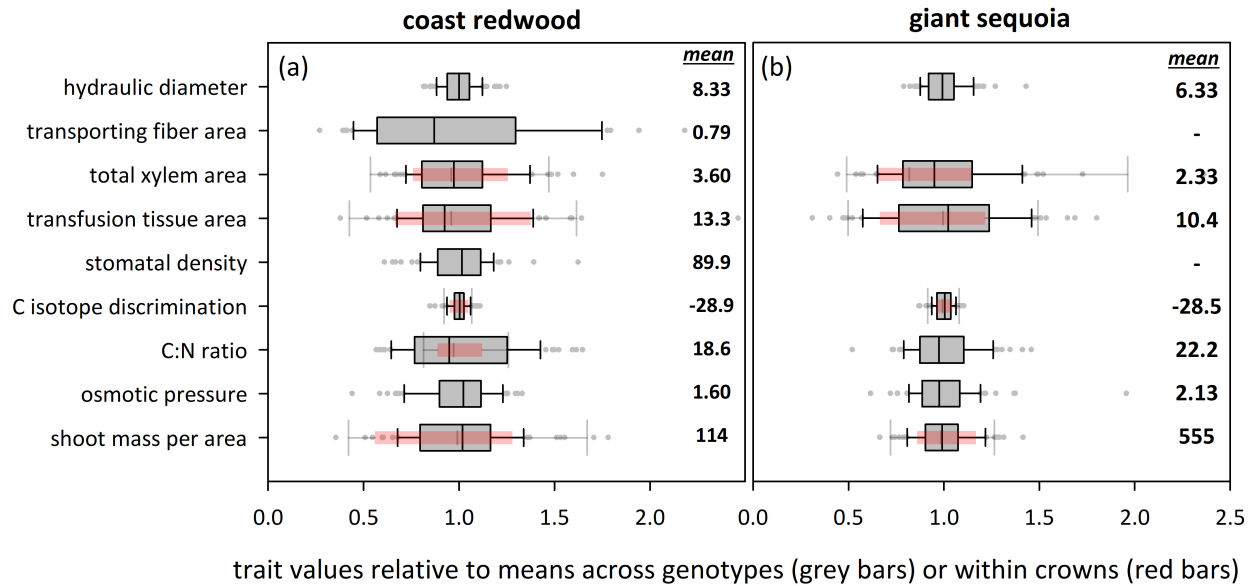 coast redwood
giant sequoia
(a)
mean
(b)
mean
hydraulic diameter
8.33
6.33
transporting fiber area
0.79
-
total xylem area
3.60
2.33
transfusion tissue area
13.3
10.4
stomatal density
89.9
-
C isotope discrimination
-28.9
-28.5
C:N ratio
18.6
22.2
osmotic pressure
1.60
2.13
shoot mass per area
114
555
0.0 0.5 1.0 1.5 2.0
0.0 0.5 1.0 1.5 2.0 2.5
trait values relative to means across genotypes (grey bars) or within crowns (red bars)